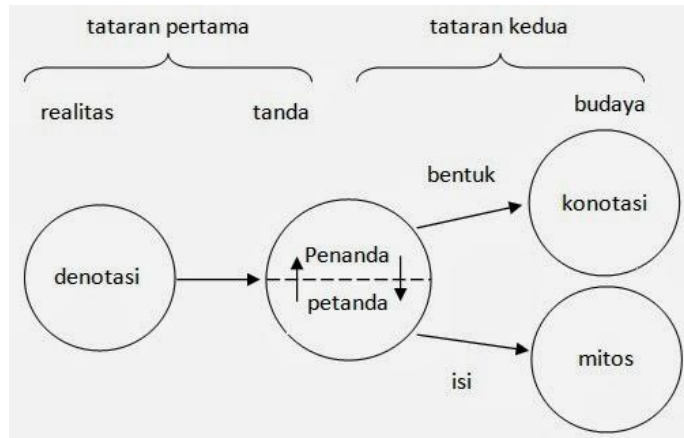 tataran pertama
tataran kedua
realitas
tanda
budaya
bentuk
konotasi
denotasi
Penanda
petanda
mitos
isi